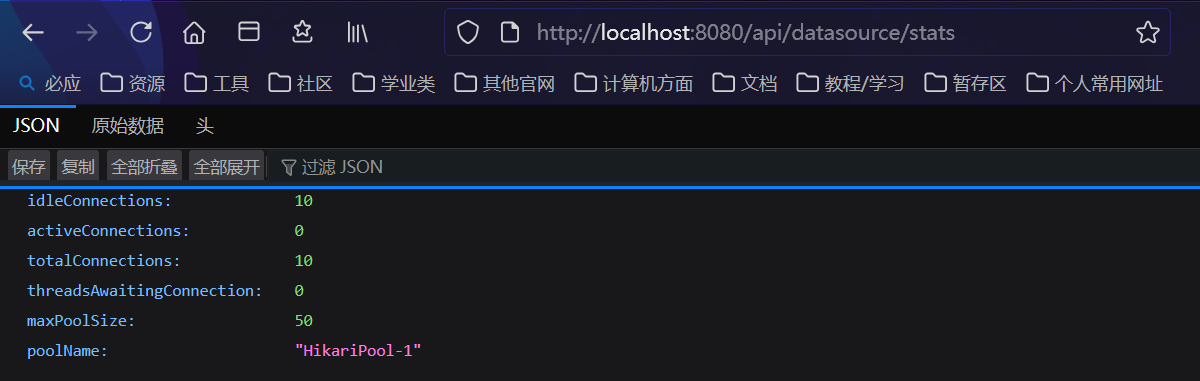 http://localhost:8080/api/datasource/stats
必应 资源 工具 社区 学业类 其他官网 计算机方面 文档 教程/学习 暂存区 个人常用网址
JSON 原始数据 头
保存 复制 全部折叠 全部展开 过滤 JSON
idleConnections: 10
activeConnections: 0
totalConnections: 10
threadsAwaitingConnection: 0
maxPoolSize: 50
poolName: "HikariPool-1"